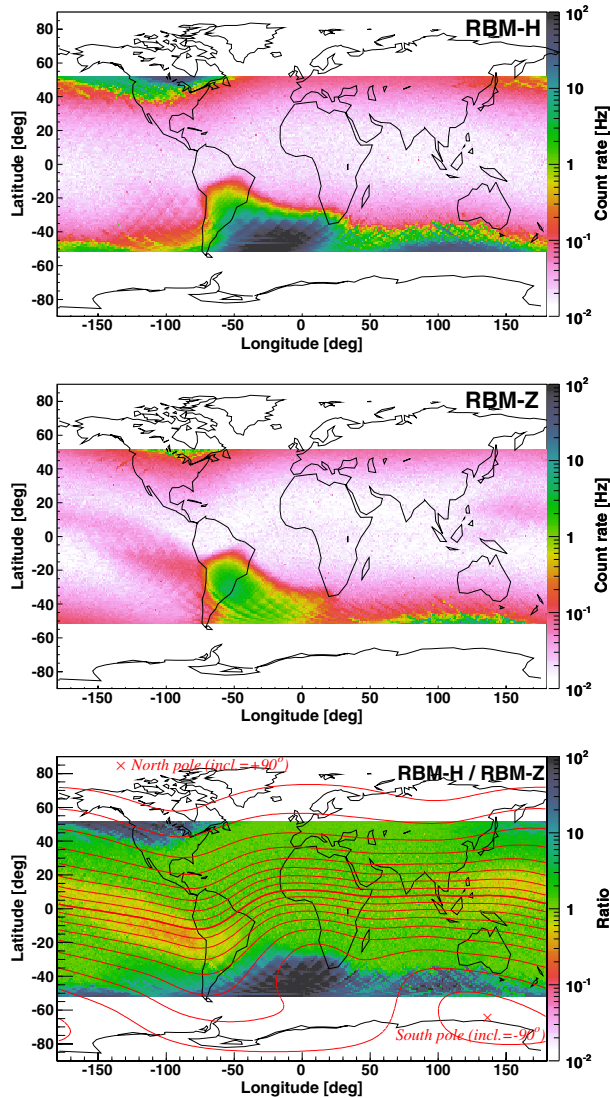 RBM-H
80
60
40
20
0
-20
-40
-60
-80
Latitude [deg]
-150 -100 -50 0 50 100 150
Longitude [deg]
10²
10
1
10⁻¹
10⁻²
Count rate [Hz]
RBM-Z
80
60
40
20
0
-20
-40
-60
-80
Latitude [deg]
-150 -100 -50 0 50 100 150
Longitude [deg]
10²
10
1
10⁻¹
10⁻²
Count rate [Hz]
× North pole (incl.=+90°)
RBM-H / RBM-Z
80
60
40
20
0
-20
-40
-60
-80
Latitude [deg]
South pole (incl.=-90°)
-150 -100 -50 0 50 100 150
Longitude [deg]
10²
10
1
10⁻¹
10⁻²
Ratio